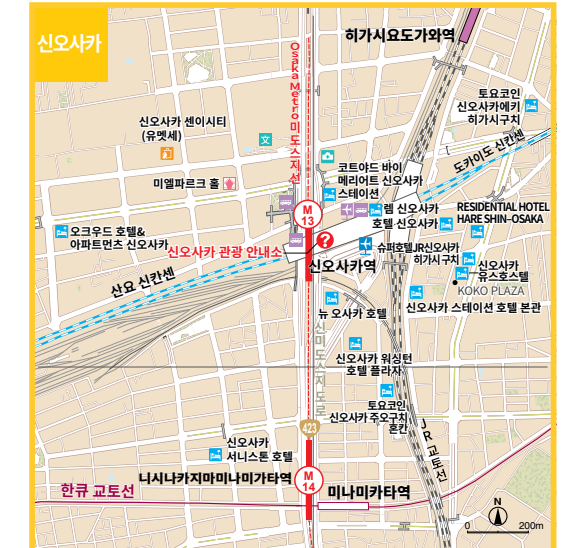 신오사카
히가시요도가와역
Osaka Metro 미도스지선
토요코인
신오사카에키
히가시구치
신오사카 센이시티
(유멧세)
문
도카이도 신칸센
코트야드 바이
메리어트 신오사카
스테이션
미엘파르크 홀
M
13
렘 신오사카
RESIDENTIAL HOTEL
HARE SHIN-OSAKA
호텔 신오사카
오크우드 호텔&
아파트먼츠 신오사카
신오사카 관광 안내소
?
슈퍼호텔JR신오사카
히가시구치
신오사카역
신오사카
유스호스텔
산요 신칸센
KOKO PLAZA
뉴 오사카 호텔
신오사카 스테이션 호텔 본관
신미도스지도로
신오사카 워싱턴
호텔 플라자
토요코인
신오사카 주오구치
혼칸
423
JR 교토선
신오사카
서니스톤 호텔
니시나카지마미나미가타역
M
14
한큐 교토선
미나미카타역
N
0 200m